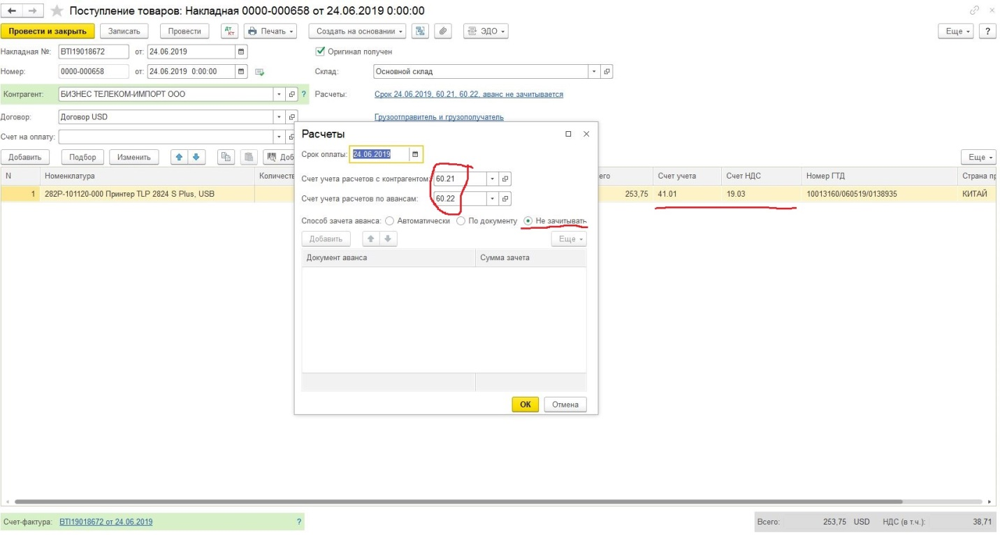 Поступление товаров: Накладная 0000-000658 от 24.06.2019 0:00:00
Провести и закрыть Записать Провести Дт Кт Печать Создать на основании ЭДО Еще ?
Накладная №: BTI19018672 от: 24.06.2019 Оригинал получен
Номер: 0000-000658 от: 24.06.2019 0:00:00 Склад: Основной склад
Контрагент: БИЗНЕС ТЕЛЕКОМ-ИМПОРТ ООО ? Расчеты: Срок 24.06.2019, 60.21, 60.22, аванс не зачитывается
Договор: Договор USD Грузоотправитель и грузополучатель
Счет на оплату:
Добавить Подбор Изменить Доб Еще
N Номенклатура Количеств его Счет учета Счет НДС Номер ГТД Страна пр
1 282P-101120-000 Принтер TLP 2824 S Plus, USB 253,75 41.01 19.03 10013160/060519/0138935 КИТАЙ
Расчеты
Срок оплаты: 24.06.2019
Счет учета расчетов с контрагентом: 60.21
Счет учета расчетов по авансам: 60.22
Способ зачета аванса: Автоматически По документу Не зачитывать
Добавить Еще
Документ аванса Сумма зачета
ОК Отмена
Счет-фактура: BTI19018672 от 24.06.2019 ? Всего: 253,75 USD НДС (в т.ч.): 38,71